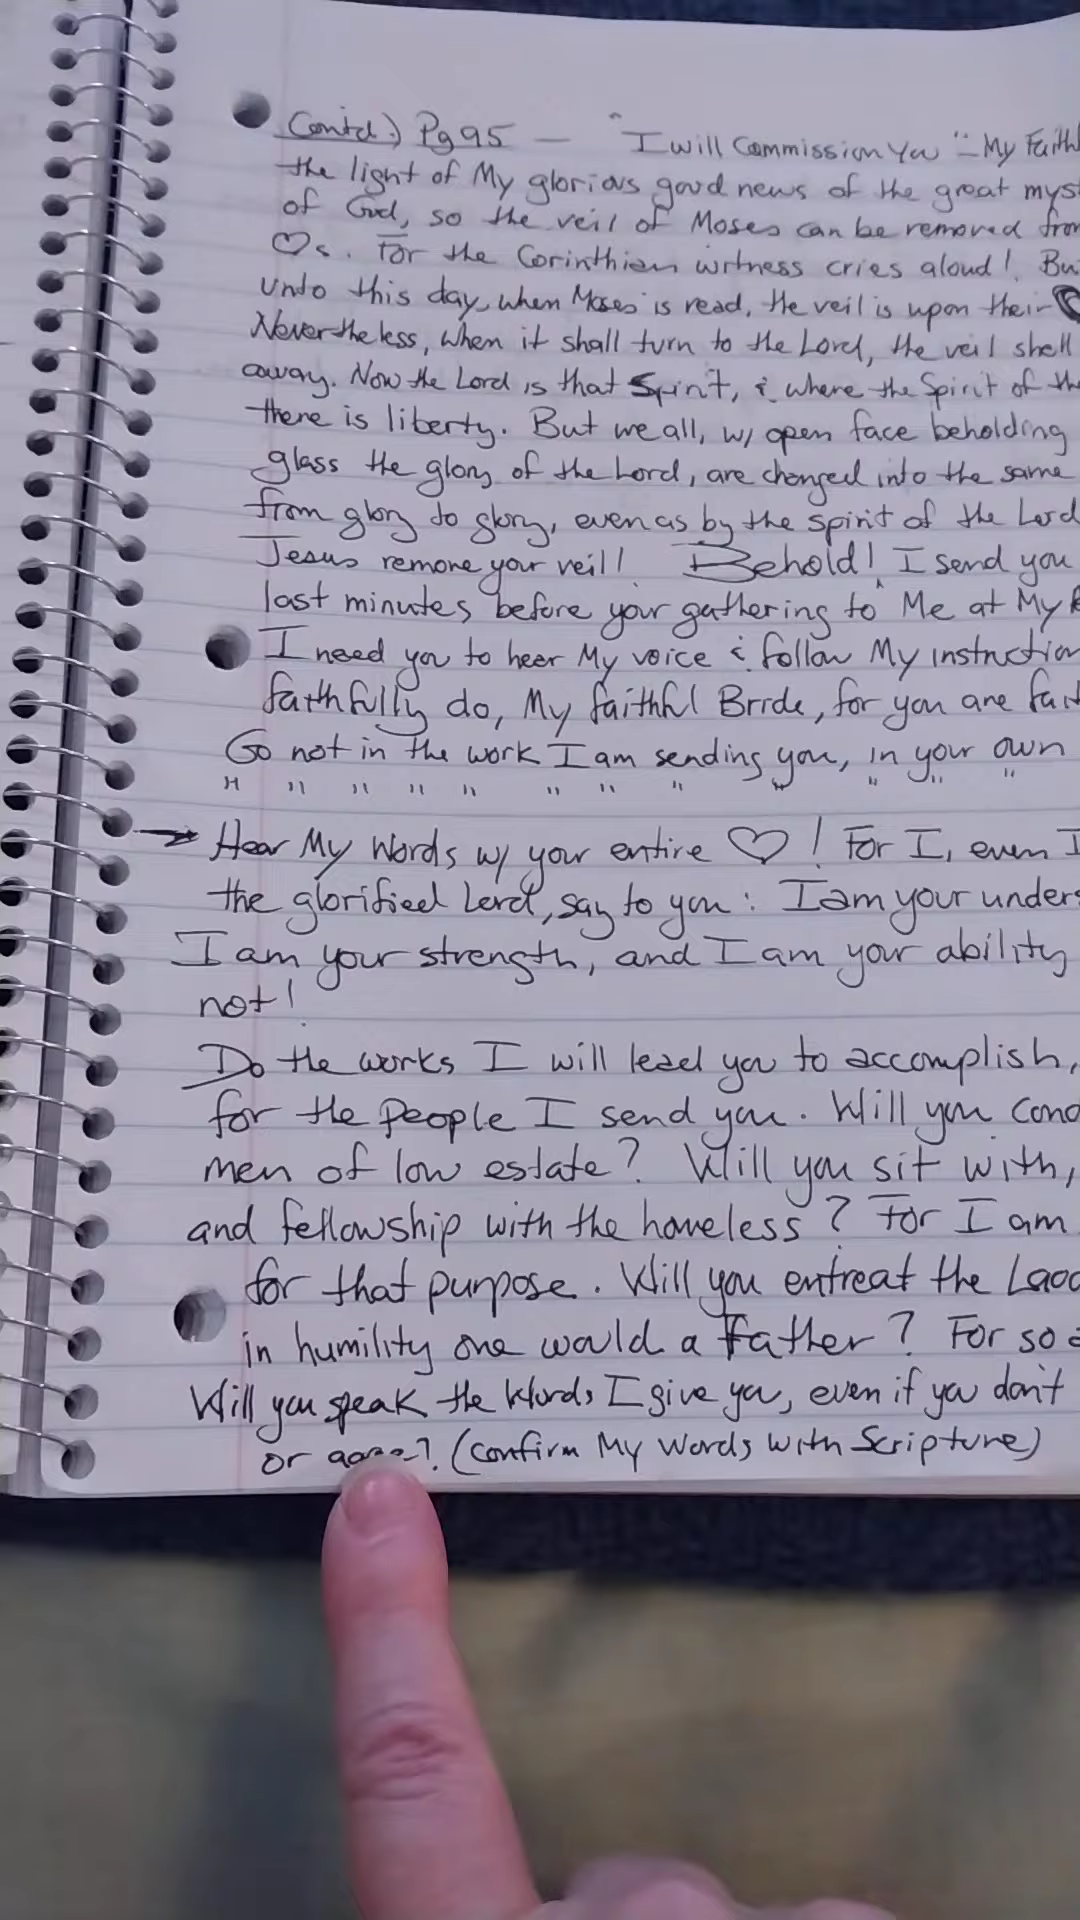 Contd.) Pg 95 — "I will Commission You" - My Faith
the light of My glorious good news of the great myst
of God, so the veil of Moses can be removed from
♡s. For the Corinthian witness cries aloud! Bu
unto this day, when Moses is read, the veil is upon their
Nevertheless, when it shall turn to the Lord, the veil shall
away. Now the Lord is that Spirit, & where the Spirit of the
there is liberty. But we all, w/ open face beholding
glass the glory of the Lord, are changed into the same
from glory to glory, even as by the spirit of the Lord
Jesus remove your veil! Behold! I send you
last minutes before your gathering to Me at My
I need you to hear My voice & follow My instruction
faithfully do, My faithful Bride, for you are fait
Go not in the work I am sending you, in your own
" " " " " " " " " " " "
→ Hear My Words w/ your entire ♡! For I, even I
the glorified Lord, say to you: I am your unders
I am your strength, and I am your ability
not!
Do the works I will lead you to accomplish,
for the people I send you. Will you cond
men of low estate? Will you sit with,
and fellowship with the homeless? For I am
for that purpose. Will you entreat the Laod
in humility one would a Father? For so
Will you speak the Words I give you, even if you don't
or (Confirm My Words with Scripture)